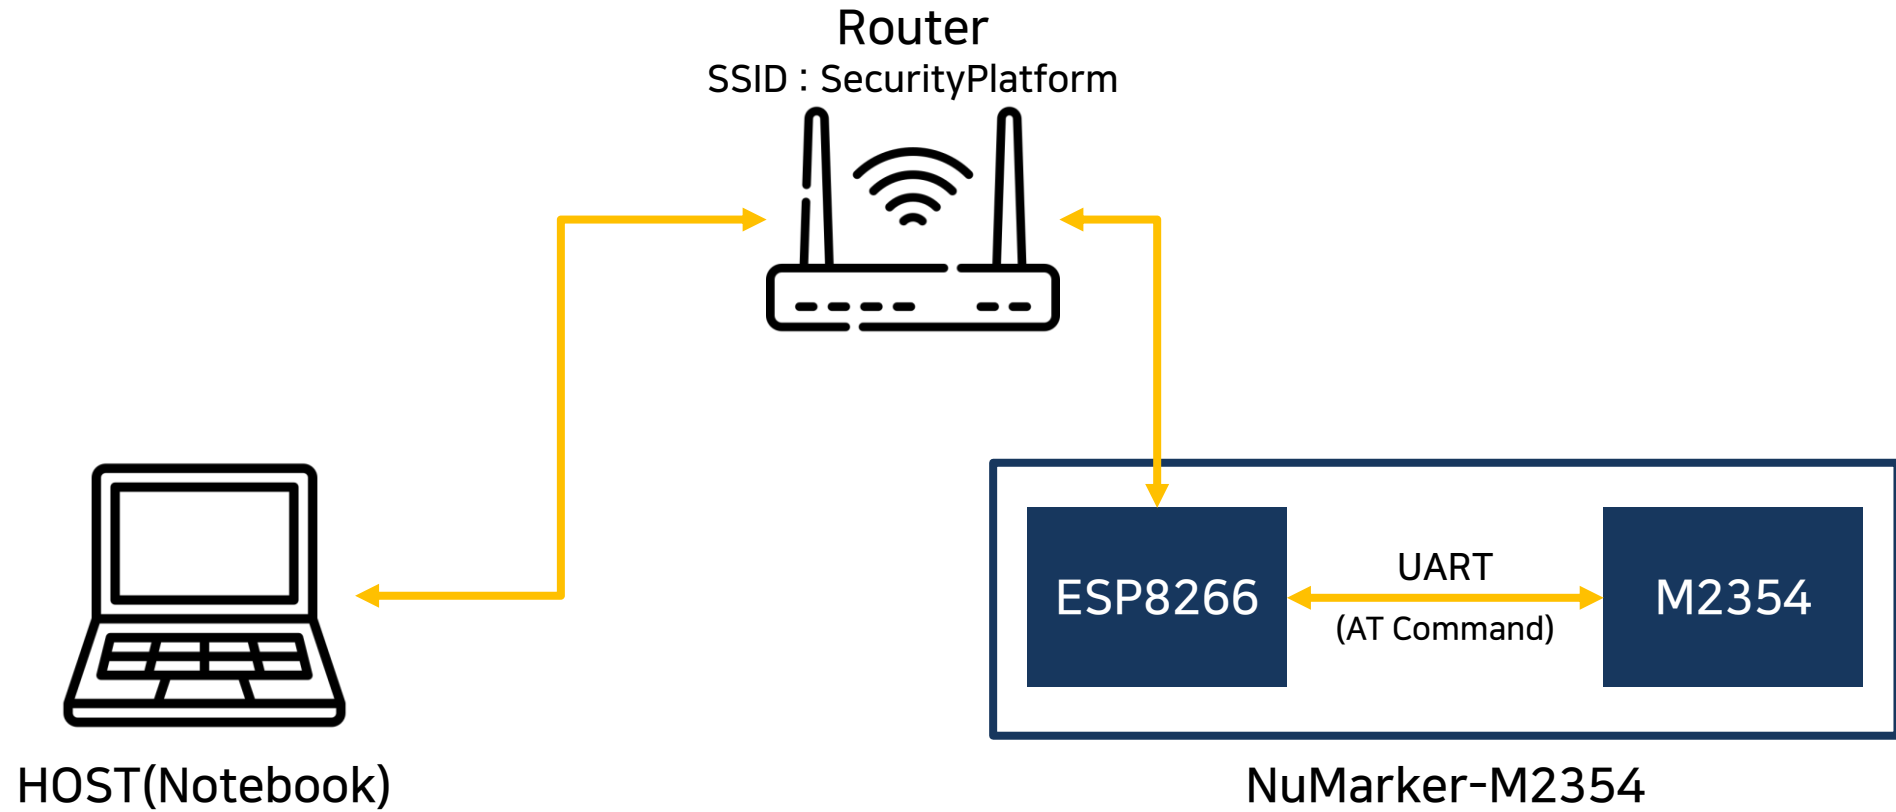 Router
SSID : SecurityPlatform
ESP8266
UART
(AT Command)
M2354
HOST(Notebook)
NuMarker-M2354